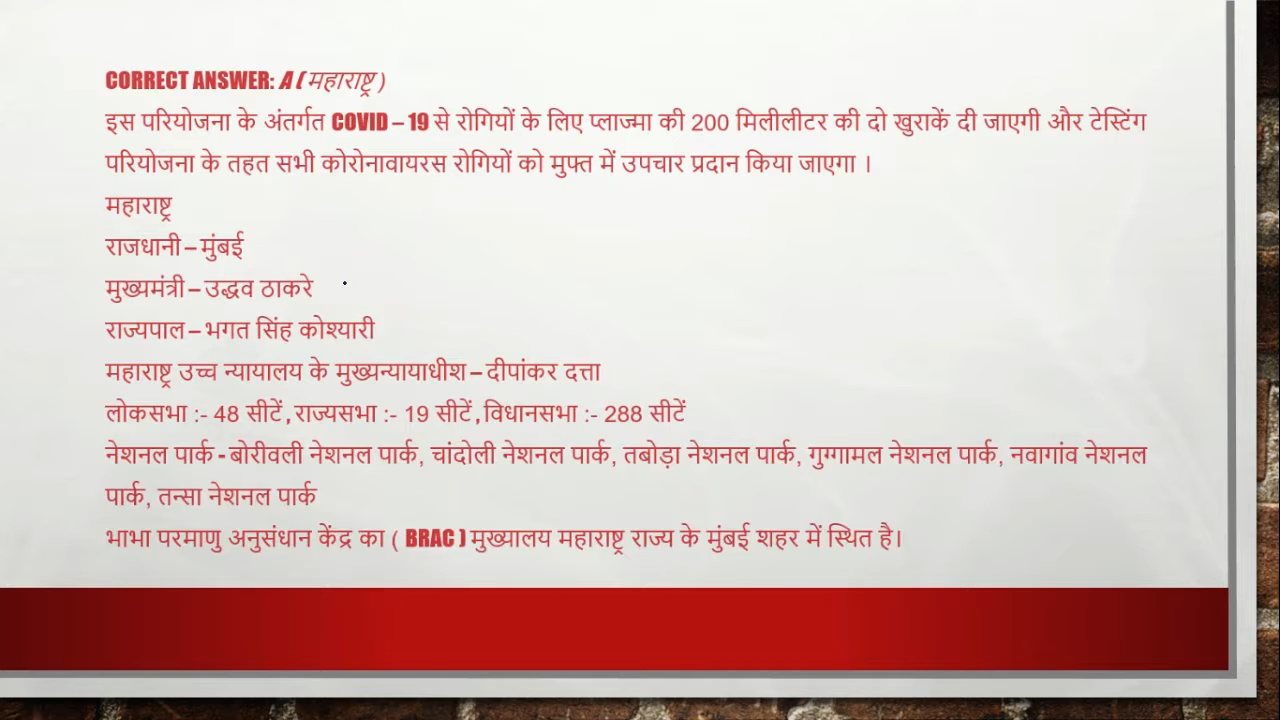 CORRECT ANSWER: A ( महाराष्ट्र )
इस परियोजना के अंतर्गत COVID – 19 से रोगियों के लिए प्लाज्मा की 200 मिलीलीटर की दो खुराकें दी जाएगी और टेस्टिंग
परियोजना के तहत सभी कोरोनावायरस रोगियों को मुफ्त में उपचार प्रदान किया जाएगा ।
महाराष्ट्र
राजधानी – मुंबई
मुख्यमंत्री – उद्धव ठाकरे
राज्यपाल – भगत सिंह कोश्यारी
महाराष्ट्र उच्च न्यायालय के मुख्यन्यायाधीश – दीपांकर दत्ता
लोकसभा :- 48 सीटें , राज्यसभा :- 19 सीटें , विधानसभा :- 288 सीटें
नेशनल पार्क - बोरीवली नेशनल पार्क, चांदोली नेशनल पार्क, तबोड़ा नेशनल पार्क, गुग्गामल नेशनल पार्क, नवागांव नेशनल
पार्क, तन्सा नेशनल पार्क
भाभा परमाणु अनुसंधान केंद्र का ( BRAC ) मुख्यालय महाराष्ट्र राज्य के मुंबई शहर में स्थित है।